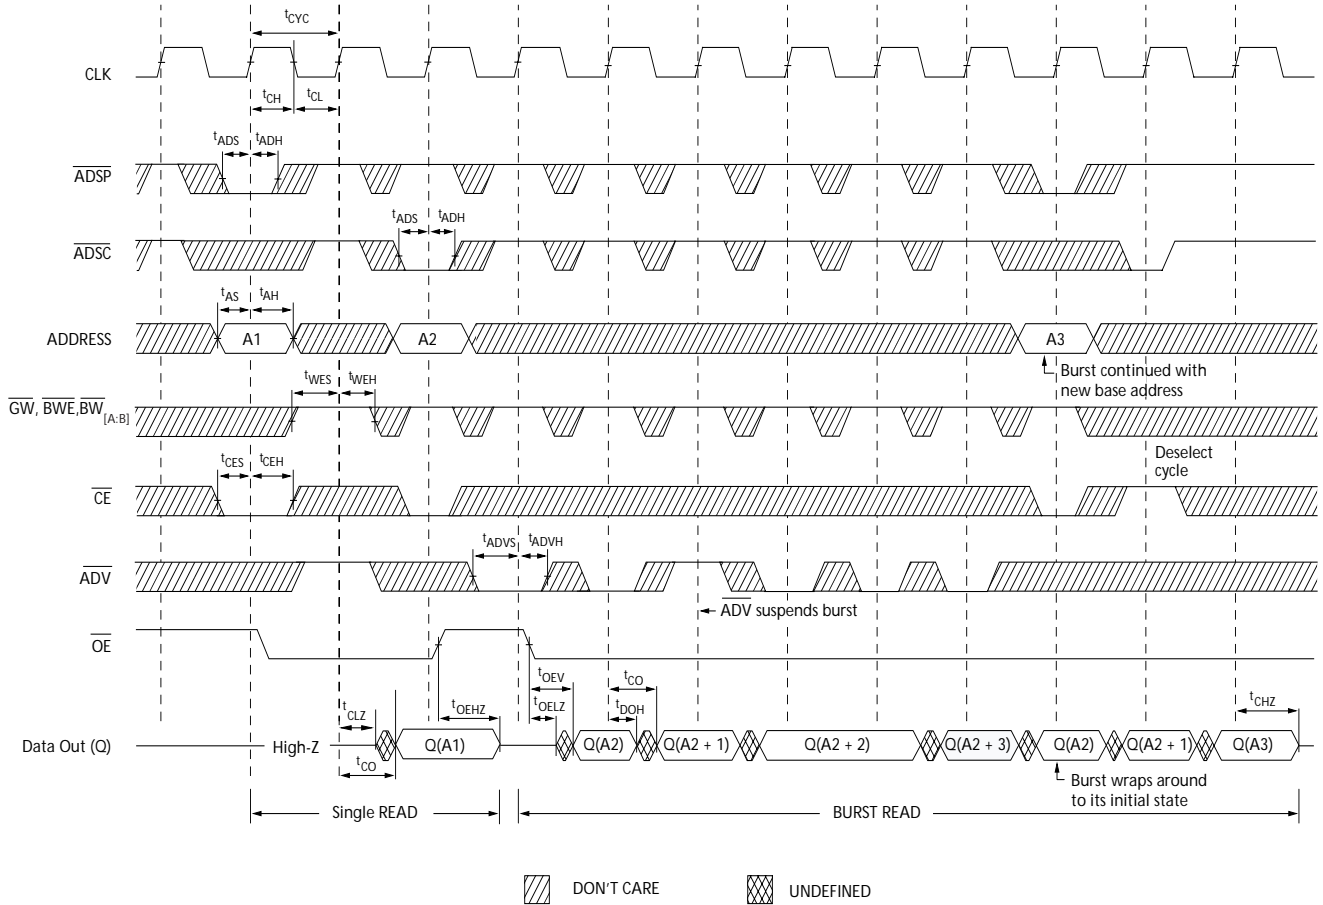 tCYC
CLK
tCH tCL
tADS tADH
ADSP
tADS tADH
ADSC
tAS tAH
ADDRESS A1 A2 A3
Burst continued with
new base address
tWES tWEH
GW, BWE,BW[A:B]
Deselect
cycle
tCES tCEH
CE
tADVS tADVH
ADV
ADV suspends burst
OE
tOEV tCO
tCLZ tOEHZ tOELZ tDOH tCHZ
Data Out (Q) High-Z Q(A1) Q(A2) Q(A2 + 1) Q(A2 + 2) Q(A2 + 3) Q(A2) Q(A2 + 1) Q(A3)
tCO
Burst wraps around
to its initial state
Single READ BURST READ
DON'T CARE UNDEFINED